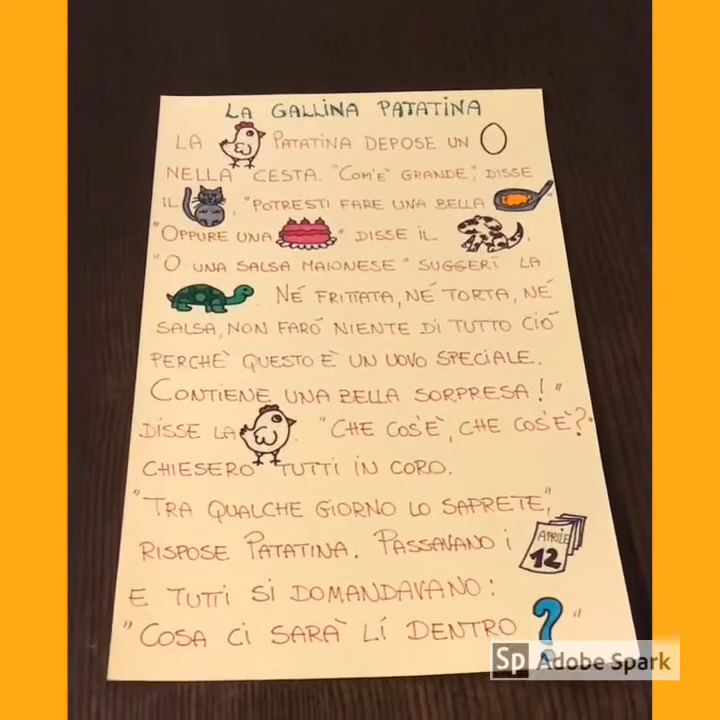 LA GALLINA PATATINA
LA PATATINA DEPOSE UN
NELLA CESTA. "COM'E' GRANDE", DISSE
IL , "POTRESTI FARE UNA BELLA "
"OPPURE UNA " DISSE IL .
"O UNA SALSA MAIONESE" SUGGERÌ LA
. NÉ FRITTATA, NÉ TORTA, NÉ
SALSA, NON FARÒ NIENTE DI TUTTO CIÒ
PERCHÈ QUESTO È UN UOVO SPECIALE.
CONTIENE UNA BELLA SORPRESA!"
DISSE LA . "CHE COS'È, CHE COS'È?"
CHIESERO TUTTI IN CORO.
"TRA QUALCHE GIORNO LO SAPRETE",
RISPOSE PATATINA. PASSAVANO I APRILE 12
E TUTTI SI DOMANDAVANO:
"COSA CI SARÀ LÍ DENTRO ? "
Sp Adobe Spark